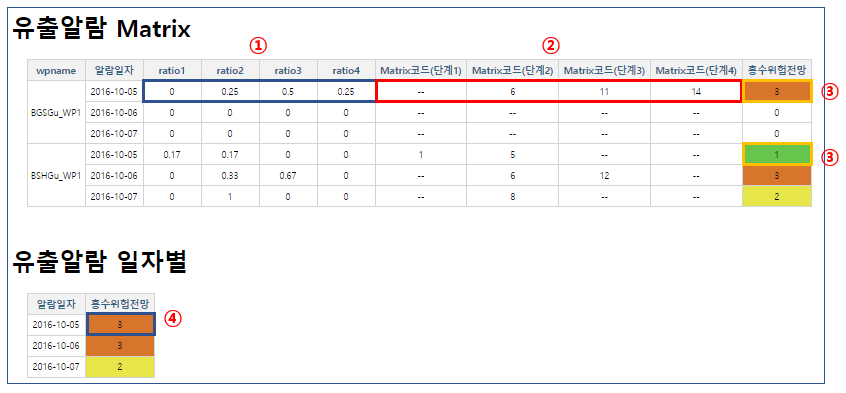 유출알람 Matrix
① ②
wpname 알람일자 ratio1 ratio2 ratio3 ratio4 Matrix코드(단계1) Matrix코드(단계2) Matrix코드(단계3) Matrix코드(단계4) 홍수위험전망
BGSGu_WP1 2016-10-05 0 0.25 0.5 0.25 -- 6 11 14 3 ③
2016-10-06 0 0 0 0 -- -- -- -- 0
2016-10-07 0 0 0 0 -- -- -- -- 0
BSHGu_WP1 2016-10-05 0.17 0.17 0 0 1 5 -- -- 1 ③
2016-10-06 0 0.33 0.67 0 -- 6 12 -- 3
2016-10-07 0 1 0 0 -- 8 -- -- 2
유출알람 일자별
알람일자 홍수위험전망
2016-10-05 3 ④
2016-10-06 3
2016-10-07 2